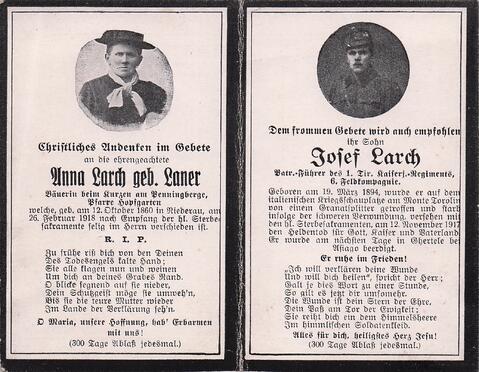 Christliches Andenken im Gebete
an die ehrengeachtete
Anna Larch geb. Laner
Bäuerin beim Kurzen am Penningberge,
Pfarre Hopfgarten
welche, geb. am 12. Oktober 1860 in Niederau, am
26. Februar 1918 nach Empfang der hl. Sterbe-
sakramente selig im Herrn verschieden ist.
R. I. P.
Zu frühe riß dich von den Deinen
Des Todesengels kalte Hand;
Sie alle klagen nun und weinen
Um dich an deines Grabes Rand.
O blicke segnend auf sie nieder,
Dein Schutzgeist möge sie umweh'n,
Bis sie die teure Mutter wieder
Im Lande der Verklärung seh'n.
O Maria, unsere Hoffnung, hab' Erbarmen
mit uns!
(300 Tage Ablaß jedesmal.)
Dem frommen Gebete wird auch empfohlen
ihr Sohn
Josef Larch
Patr.-Führer des 1. Tir. Kaiserj.-Regiments,
6. Feldkompagnie.
Geboren am 19. März 1894, wurde er auf dem
italienischen Kriegsschauplatze am Monte
von einem Granatsplitter getroffen und starb
infolge der schweren Verwundung, versehen mit den
hl. Sterbesakramenten, am 12. November 1917
den Heldentod für Gott, Kaiser und Vaterland.
Er wurde am nächsten Tage in Ghertele bei
Asiago beerdigt.
Er ruhe im Frieden!
„Ich will verklären deine Wunde
Und will dich heilen“, spricht der Herr;
Galt je dies Wort zu einer Stunde,
So gilt es jetzt dir, o sterbender.
Die Wunde ist dein Stern der Ehre,
Dein Paß am Tor der Ewigkeit;
Sie reiht dich ein dem Himmelsheere
Im himmlischen Soldatenkleid.
Alles für dich, heiligstes Herz Jesu!
(300 Tage Ablaß jedesmal.)